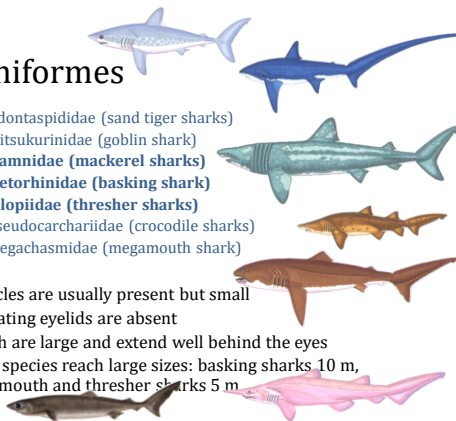 niformes
dontaspididae (sand tiger sharks)
itsukurinidae (goblin shark)
amnidae (mackerel sharks)
etorhinidae (basking shark)
lopiidae (thresher sharks)
seudocarchariidae (crocodile sharks)
egachasmidae (megamouth shark)
cles are usually present but small
ating eyelids are absent
h are large and extend well behind the eyes
species reach large sizes: basking sharks 10 m,
mouth and thresher sharks 5 m